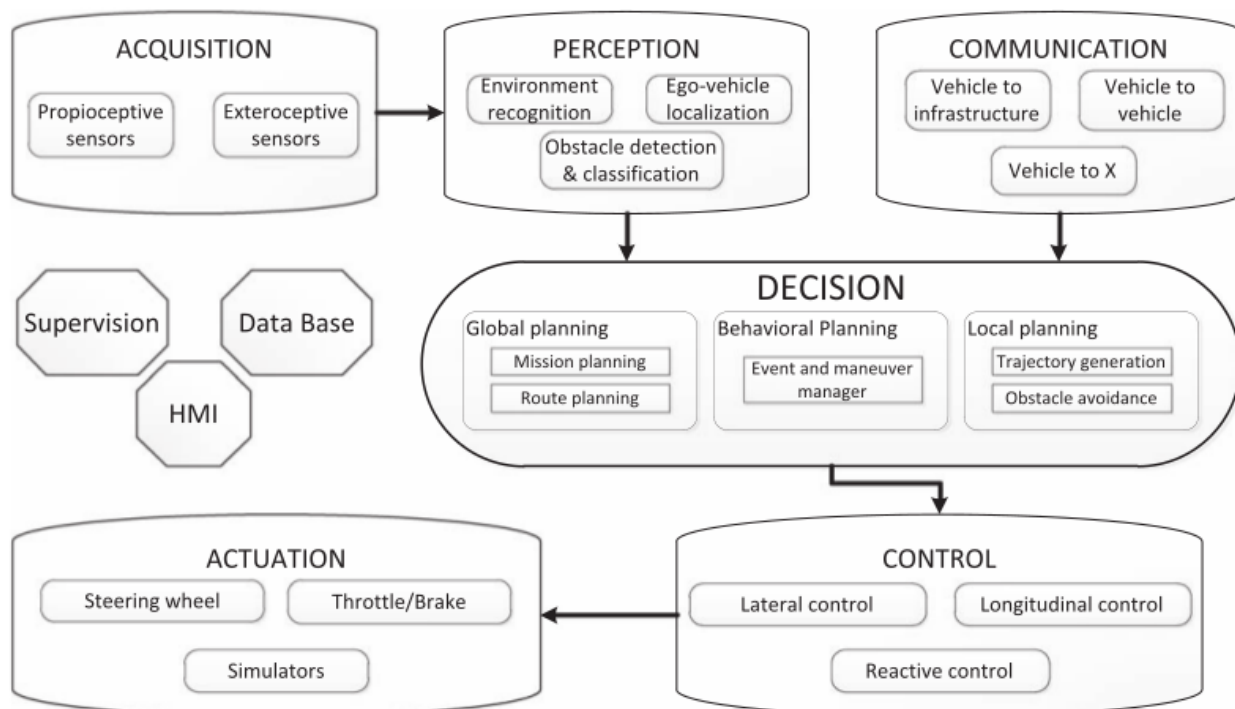 ACQUISITION
Propioceptive
sensors
Exteroceptive
sensors
PERCEPTION
Environment
recognition
Ego-vehicle
localization
Obstacle detection
& classification
COMMUNICATION
Vehicle to
infrastructure
Vehicle to
vehicle
Vehicle to X
Supervision
Data Base
HMI
DECISION
Global planning
Mission planning
Route planning
Behavioral Planning
Event and maneuver
manager
Local planning
Trajectory generation
Obstacle avoidance
ACTUATION
Steering wheel
Throttle/Brake
Simulators
CONTROL
Lateral control
Longitudinal control
Reactive control